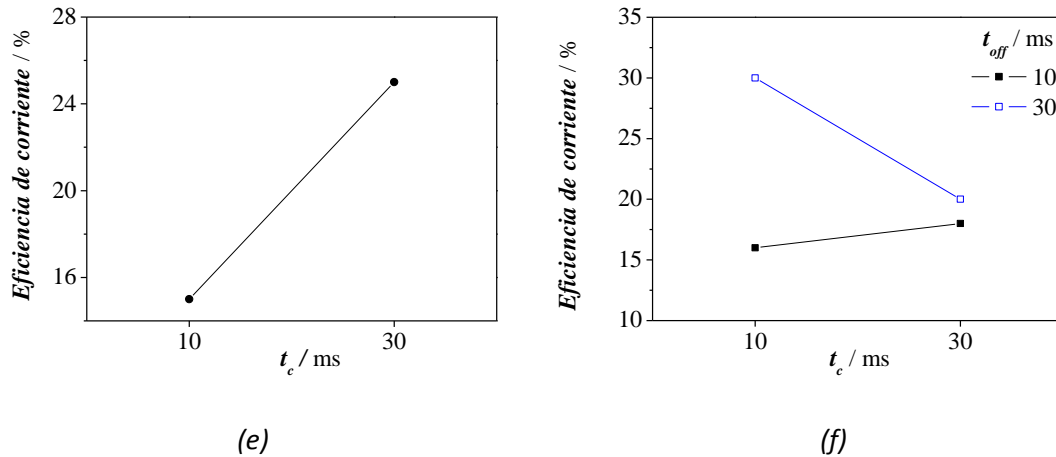 28
24
20
16
Eficiencia de corriente / %
10
30
t_c / ms
(e)
35
30
25
20
15
10
Eficiencia de corriente / %
t_off / ms
10
30
10
30
t_c / ms
(f)